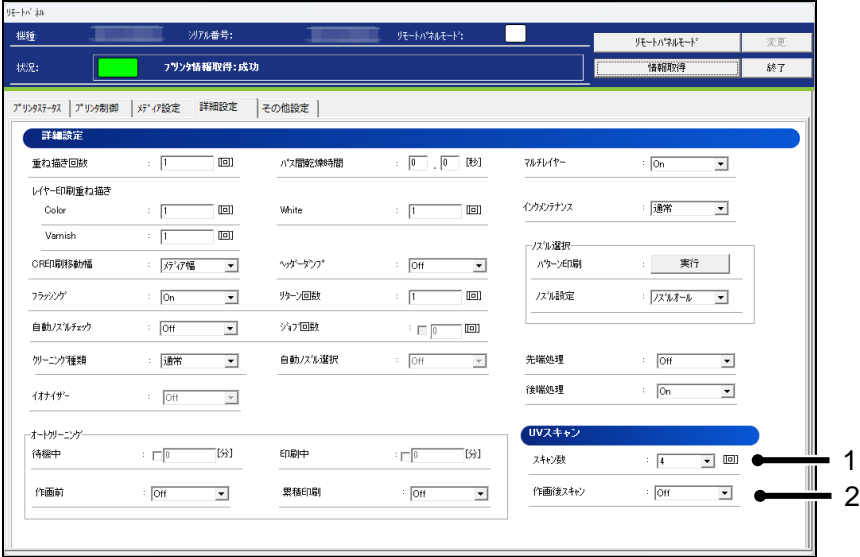 ﾘﾓｰﾄﾊﾟﾈﾙ
機種: ｼﾘｱﾙ番号: ﾘﾓｰﾄﾊﾟﾈﾙﾓｰﾄﾞ: ﾘﾓｰﾄﾊﾟﾈﾙﾓｰﾄﾞ 変更
状況: ﾌﾟﾘﾝﾀ情報取得:成功 情報取得 終了
ﾌﾟﾘﾝﾀｽﾃｰﾀｽ ﾌﾟﾘﾝﾀ制御 ﾒﾃﾞｨｱ設定 詳細設定 その他設定
詳細設定
重ね描き回数 : 1 [回] ﾊﾟｽ間乾燥時間 : 0 . 0 [秒] ﾏﾙﾁﾚｲﾔｰ : On
ﾚｲﾔｰ印刷重ね描き
Color : 1 [回] White : 1 [回] ｲﾝｸﾒﾝﾃﾅﾝｽ : 通常
Varnish : 1 [回]
ﾉｽﾞﾙ選択
CR印刷移動幅 : ﾒﾃﾞｨｱ幅 ﾍｯﾀﾞｰﾀﾞﾝﾌﾟ : Off ﾊﾟﾀｰﾝ印刷 : 実行
ﾌﾗｯｼﾝｸﾞ : On ﾘﾀｰﾝ回数 : 1 [回] ﾉｽﾞﾙ設定 : ﾉｽﾞﾙｵｰﾙ
自動ﾉｽﾞﾙﾁｪｯｸ : Off ｼﾞｮﾌﾞ回数 : 0 [回]
ｸﾘｰﾆﾝｸﾞ種類 : 通常 自動ﾉｽﾞﾙ選択 : Off 先端処理 : Off
ｲｵﾅｲｻﾞｰ : Off 後端処理 : On
ｵｰﾄｸﾘｰﾆﾝｸﾞ UVスキャン
待機中 : 0 [分] 印刷中 : 0 [分] ｽｷｬﾝ数 : 4 [回] 1
作画前 : Off 累積印刷 : Off 作画後ｽｷｬﾝ : Off 2